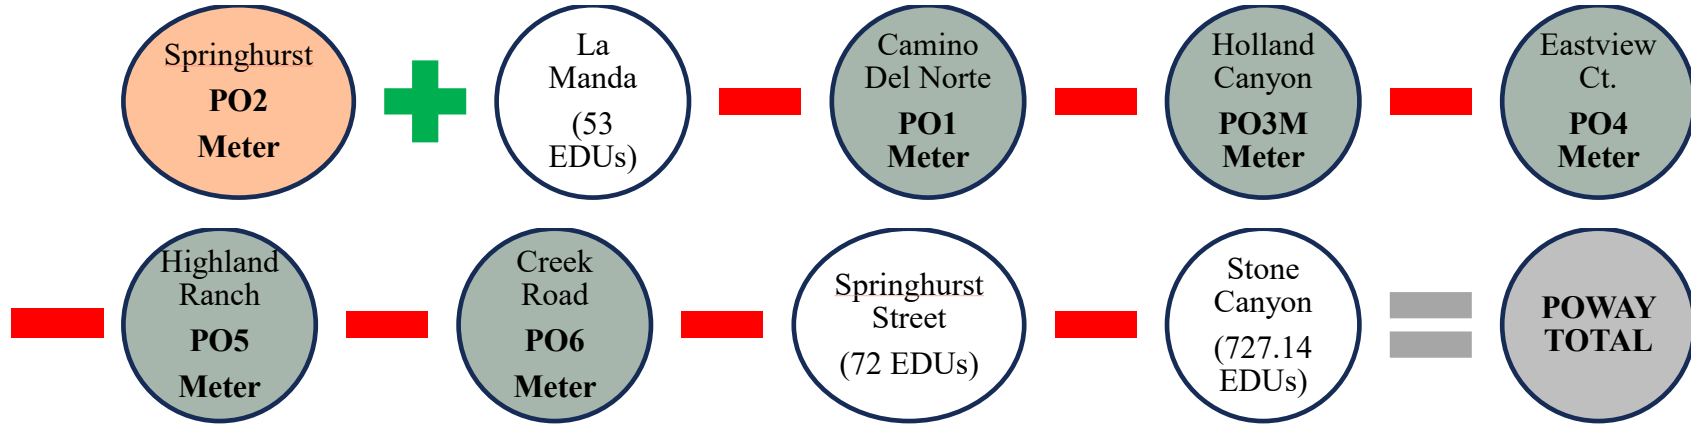 Springhurst
PO2
Meter
La
Manda
(53
EDUs)
Camino
Del Norte
PO1
Meter
Holland
Canyon
PO3M
Meter
Eastview
Ct.
PO4
Meter
Highland
Ranch
PO5
Meter
Creek
Road
PO6
Meter
Springhurst
Street
(72 EDUs)
Stone
Canyon
(727.14
EDUs)
POWAY
TOTAL